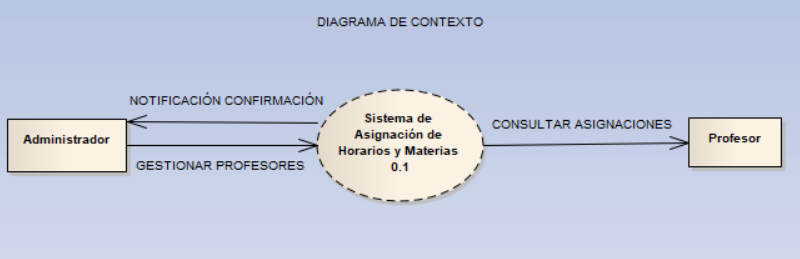 DIAGRAMA DE CONTEXTO
NOTIFICACIÓN CONFIRMACIÓN
Administrador
GESTIONAR PROFESORES
Sistema de
Asignación de
Horarios y Materias
0.1
CONSULTAR ASIGNACIONES
Profesor